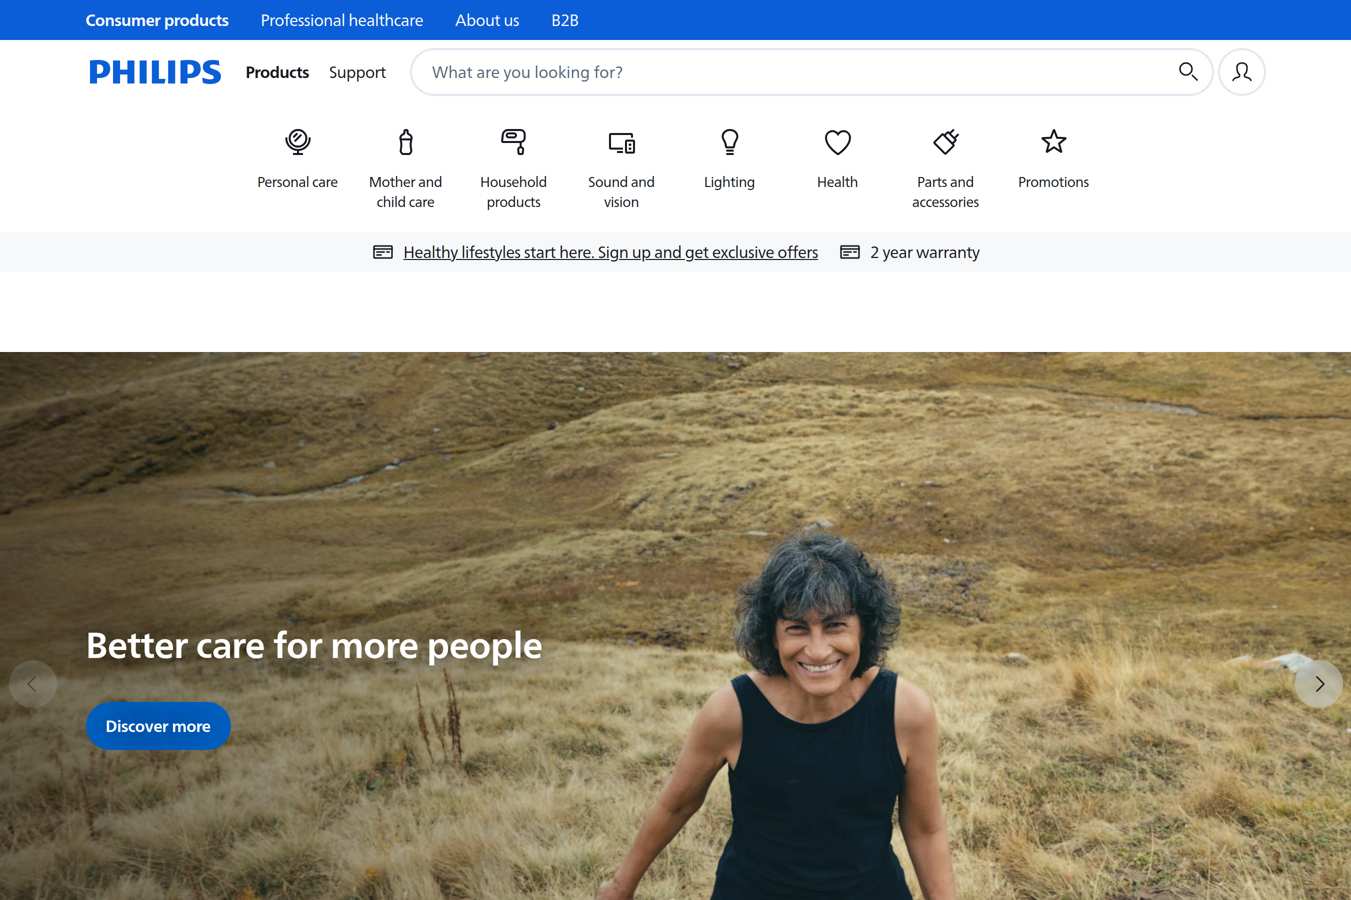 Consumer products
Professional healthcare
About us
B2B
PHILIPS
Products
Support
What are you looking for?
Personal care
Mother and
child care
Household
products
Sound and
vision
Lighting
Health
Parts and
accessories
Promotions
Healthy lifestyles start here. Sign up and get exclusive offers
2 year warranty
Better care for more people
Discover more